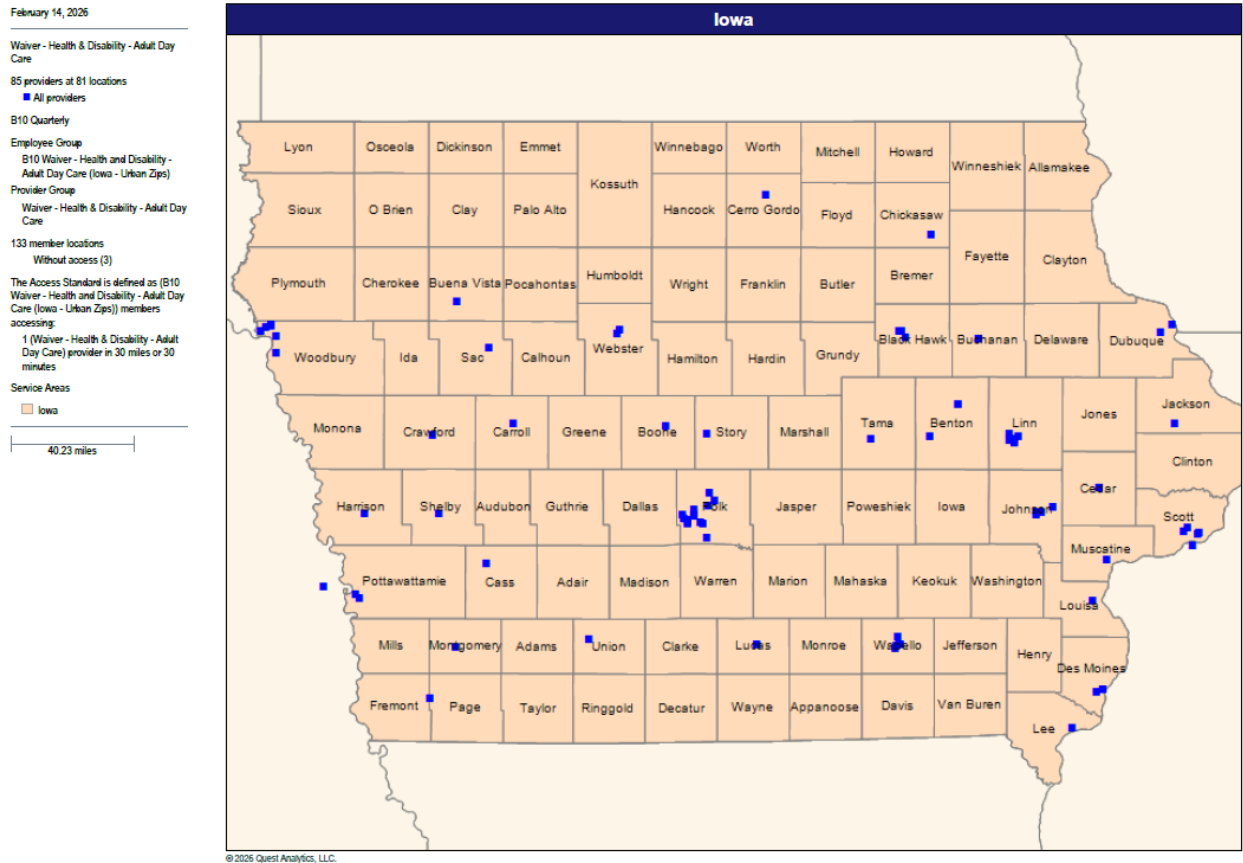 February 14, 2026
Waiver - Health & Disability - Adult Day
Care
85 providers at 81 locations
All providers
B10 Quarterly
Employee Group
B10 Waiver - Health and Disability -
Adult Day Care (Iowa - Urban Zips)
Provider Group
Waiver - Health & Disability - Adult Day
Care
133 member locations
Without access (3)
The Access Standard is defined as (B10
Waiver - Health and Disability - Adult Day
Care (Iowa - Urban Zips)) members
accessing:
1 (Waiver - Health & Disability - Adult
Day Care) provider in 30 miles or 30
minutes
Service Areas
Iowa
40.23 miles
Iowa
Lyon Osceola Dickinson Emmet Winnebago Worth Mitchell Howard
Winneshiek Allamakee
Kossuth
Sioux O Brien Clay Palo Alto Hancock Cerro Gordo Floyd Chickasaw
Fayette Clayton
Plymouth Cherokee Buena Vista Pocahontas Humboldt Wright Franklin Butler Bremer
Woodbury Ida Sac Calhoun Webster Hamilton Hardin Grundy Black Hawk Buchanan Delaware Dubuque
Monona Crawford Carroll Greene Boone Story Marshall Tama Benton Linn Jones Jackson
Clinton
Harrison Shelby Audubon Guthrie Dallas Polk Jasper Poweshiek Iowa Johnson Cedar Scott
Muscatine
Pottawattamie Cass Adair Madison Warren Marion Mahaska Keokuk Washington
Louisa
Mills Montgomery Adams Union Clarke Lucas Monroe Wapello Jefferson Henry Des Moines
Fremont Page Taylor Ringgold Decatur Wayne Appanoose Davis Van Buren Lee
© 2026 Quest Analytics, LLC.